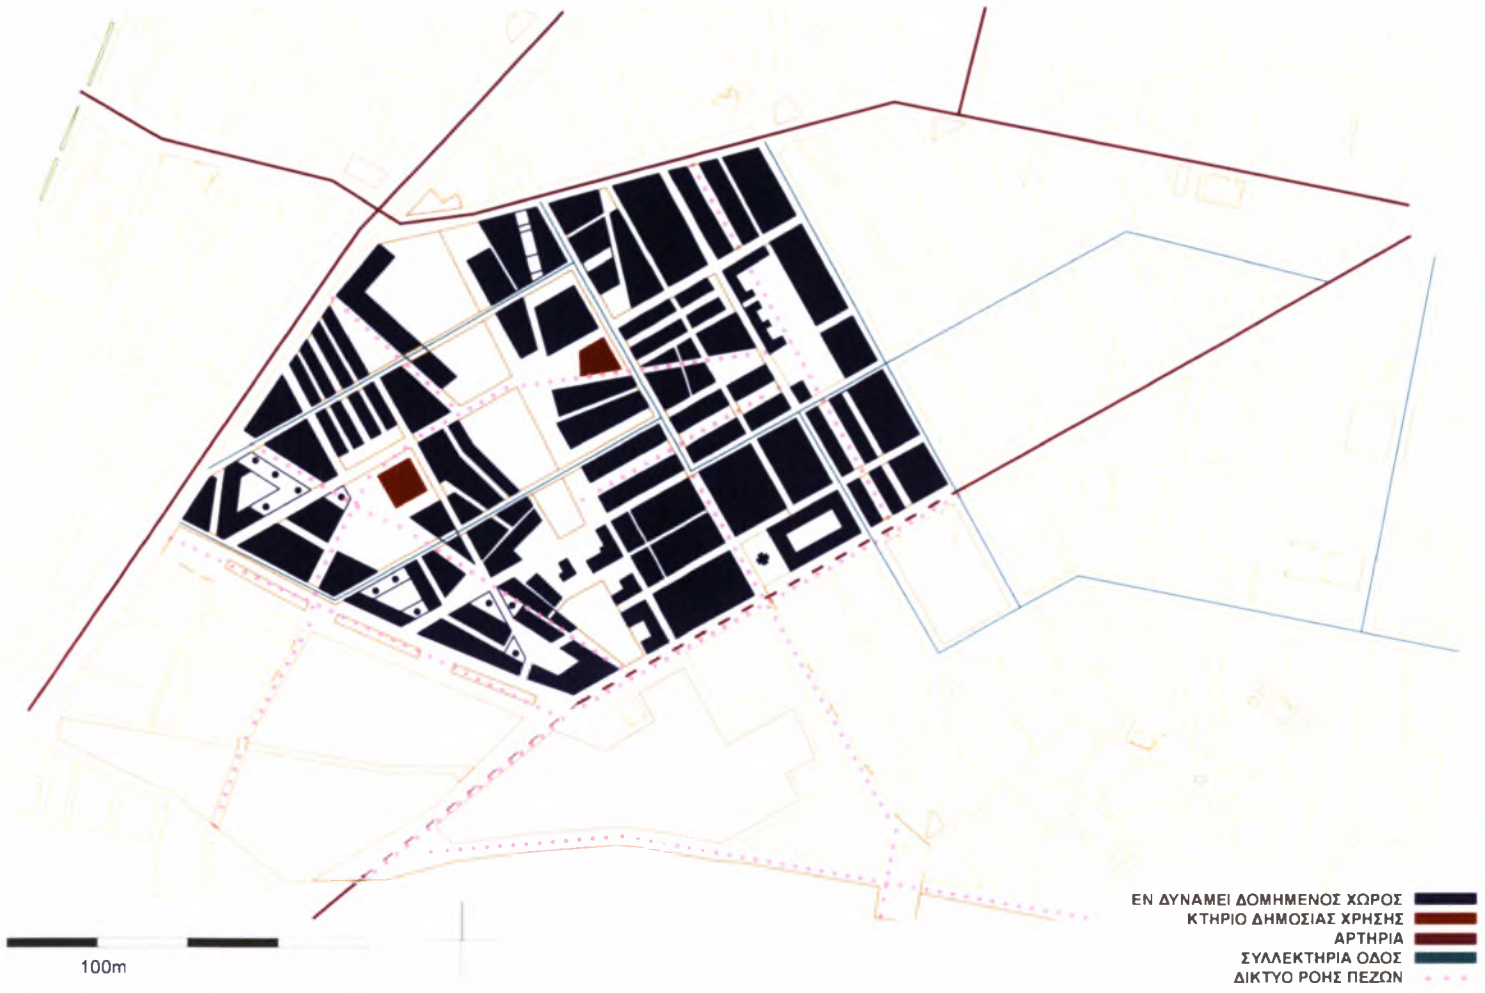 ΕΝ ΔΥΝΑΜΕΙ ΔΟΜΗΜΕΝΟΣ ΧΩΡΟΣ
ΚΤΗΡΙΟ ΔΗΜΟΣΙΑΣ ΧΡΗΣΗΣ
ΑΡΤΗΡΙΑ
ΣΥΛΛΕΚΤΗΡΙΑ ΟΔΟΣ
ΔΙΚΤΥΟ ΡΟΗΣ ΠΕΖΩΝ
100m